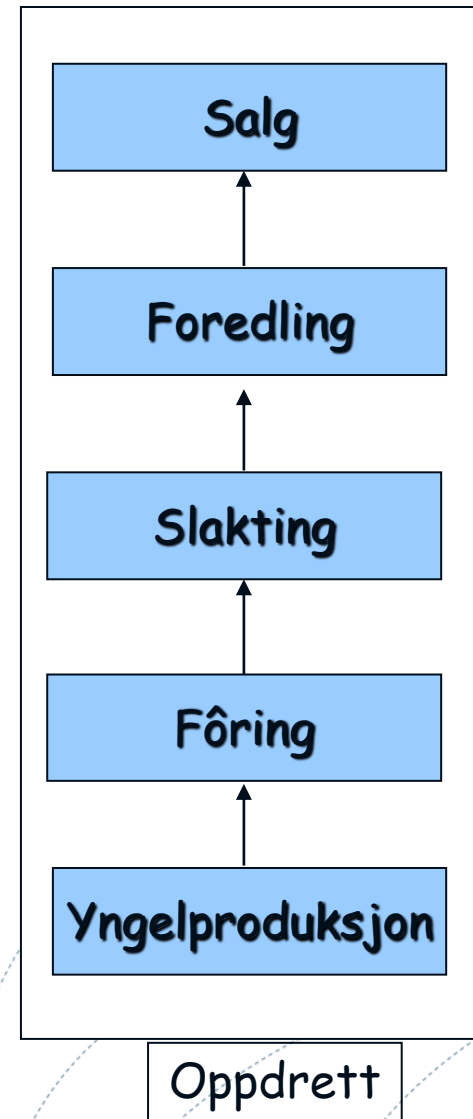 Salg
Foredling
Slakting
Fôring
Yngelproduksjon
Oppdrett